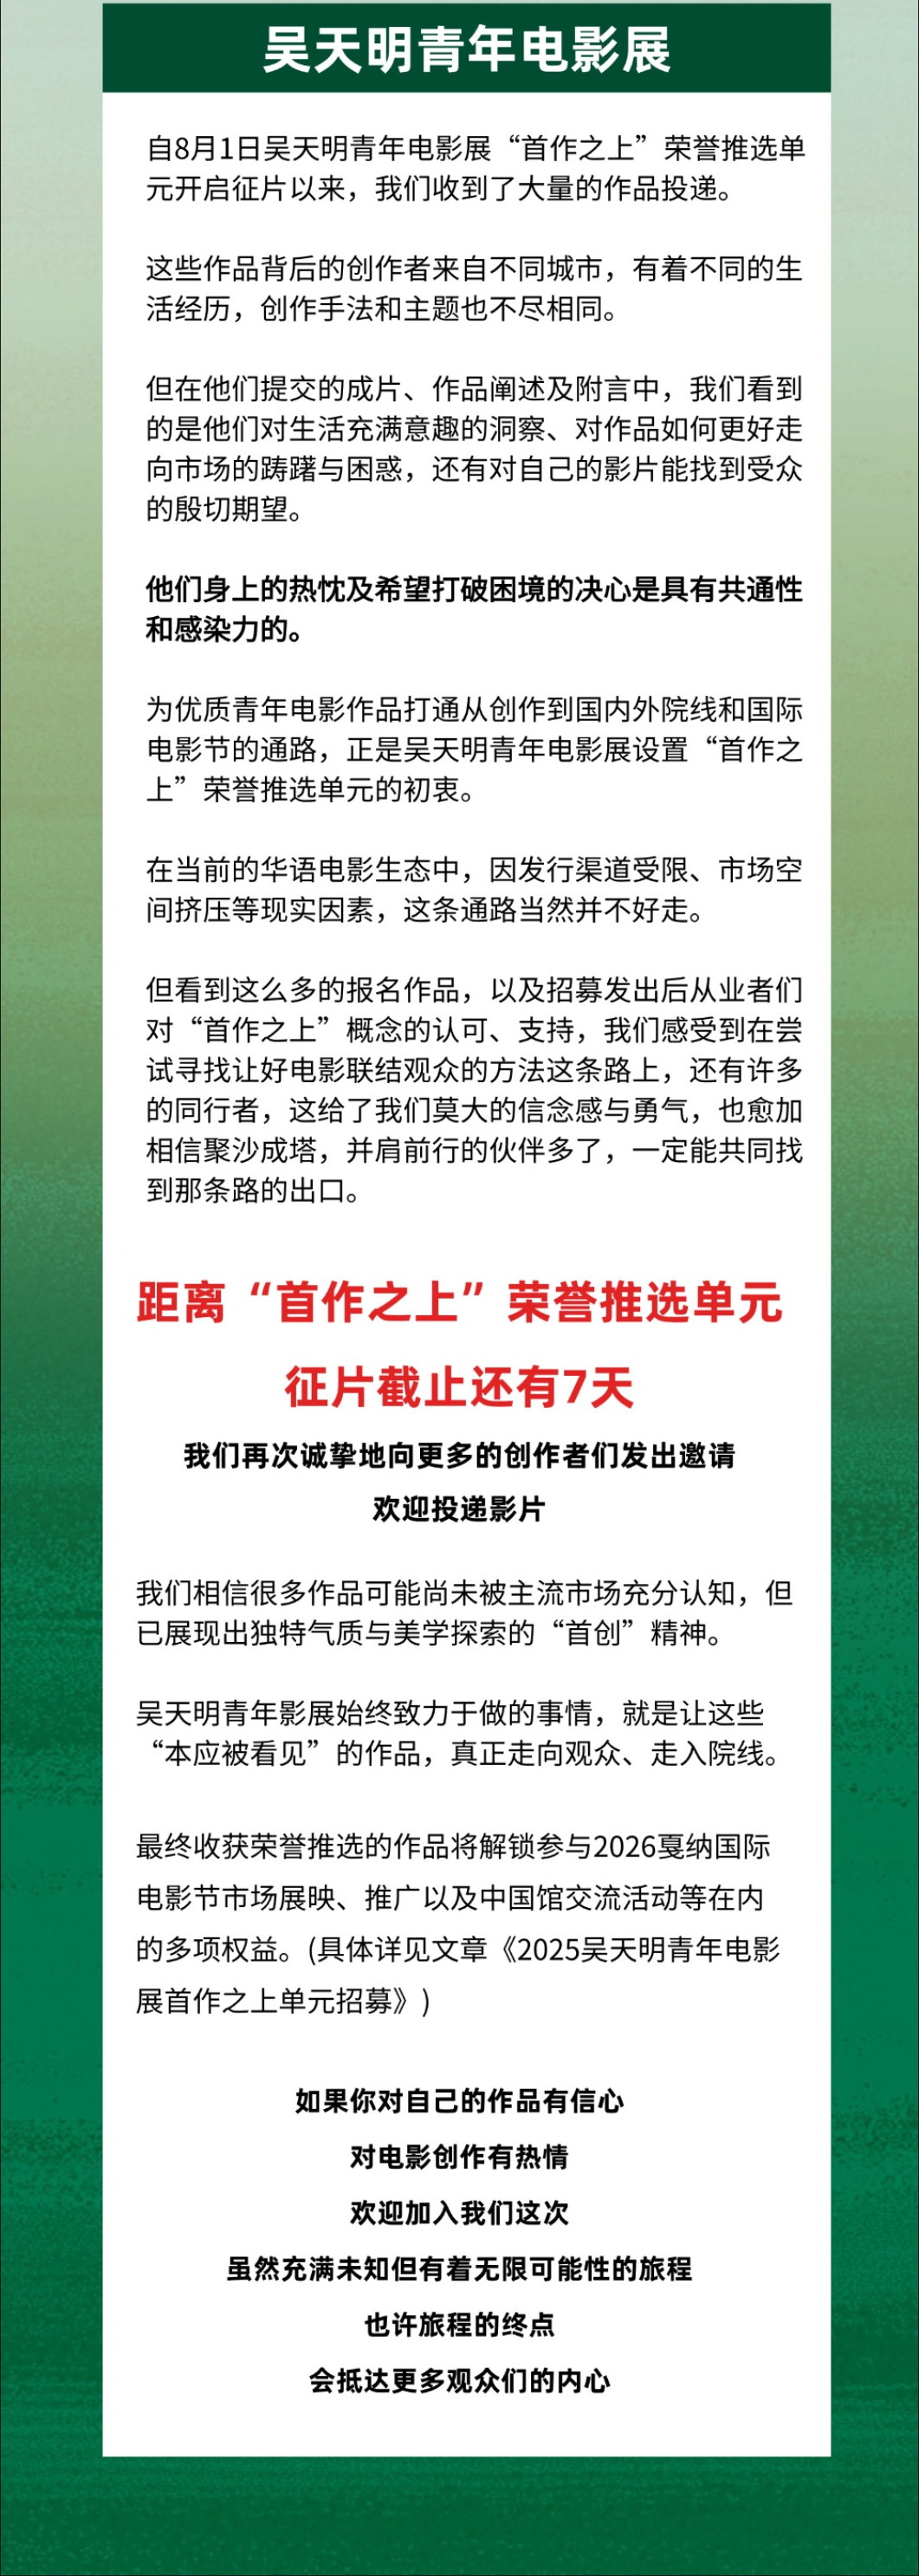 吴天明青年电影展
自8月1日吴天明青年电影展“首作之上”荣誉推选单
元开启征片以来，我们收到了大量的作品投递。
这些作品背后的创作者来自不同城市，有着不同的生
活经历，创作手法和主题也不尽相同。
但在他们提交的成片、作品阐述及附言中，我们看到
的是他们对生活充满意趣的洞察、对作品如何更好走
向市场的踌躇与困惑，还有对自己的影片能找到受众
的殷切期望。
他们身上的热忱及希望打破困境的决心是具有共通性
和感染力的。
为优质青年电影作品打通从创作到国内外院线和国际
电影节的通路，正是吴天明青年电影展设置“首作之
上”荣誉推选单元的初衷。
在当前的华语电影生态中，因发行渠道受限、市场空
间挤压等现实因素，这条通路当然并不好走。
但看到这么多的报名作品，以及招募发出后从业者们
对“首作之上”概念的认可、支持，我们感受到在尝
试寻找让好电影联结观众的方法这条路上，还有许多
的同行者，这给了我们莫大的信念感与勇气，也愈加
相信聚沙成塔，并肩前行的伙伴多了，一定能共同找
到那条路的出口。
距离“首作之上”荣誉推选单元
征片截止还有7天
我们再次诚挚地向更多的创作者们发出邀请
欢迎投递影片
我们相信很多作品可能尚未被主流市场充分认知，但
已展现出独特气质与美学探索的“首创”精神。
吴天明青年影展始终致力于做的事情，就是让这些
“本应被看见”的作品，真正走向观众、走入院线。
最终收获荣誉推选的作品将解锁参与2026戛纳国际
电影节市场展映、推广以及中国馆交流活动等在内
的多项权益。(具体详见文章《2025吴天明青年电影
展首作之上单元招募》)
如果你对自己的作品有信心
对电影创作有热情
欢迎加入我们这次
虽然充满未知但有着无限可能性的旅程
也许旅程的终点
会抵达更多观众们的内心